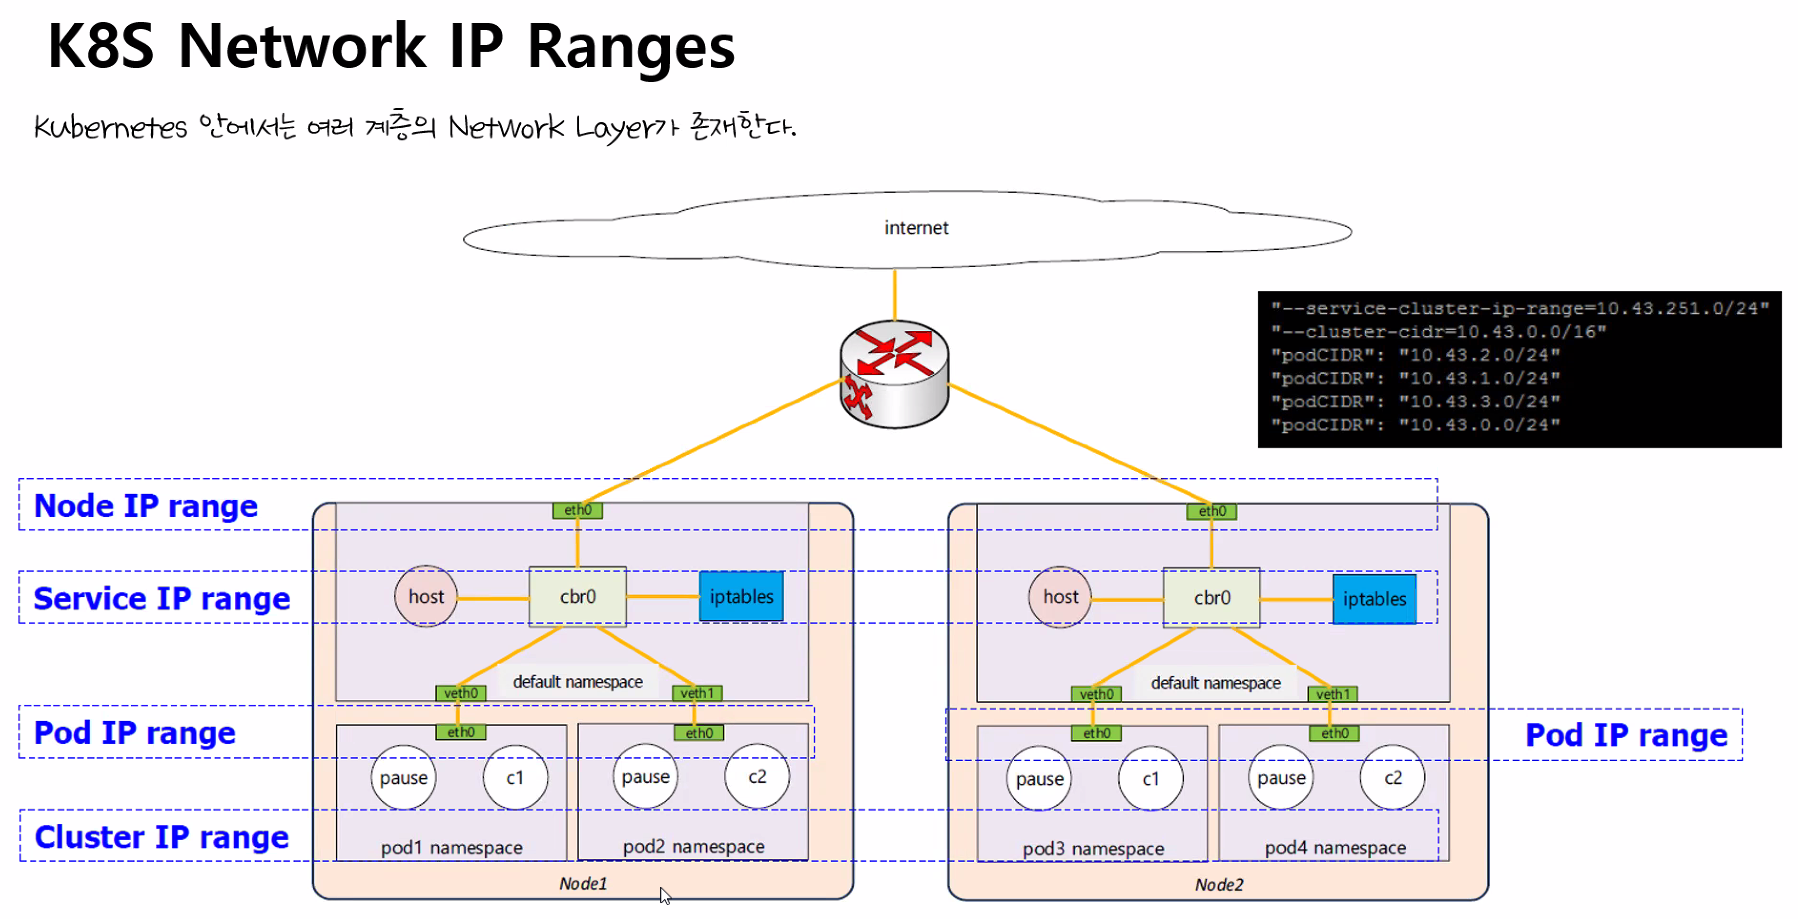 K8S Network IP Ranges
Kubernetes 안에서는 여러 계층의 Network Layer가 존재한다.
internet
"--service-cluster-ip-range=10.43.251.0/24"
"--cluster-cidr=10.43.0.0/16"
"podCIDR": "10.43.2.0/24"
"podCIDR": "10.43.1.0/24"
"podCIDR": "10.43.3.0/24"
"podCIDR": "10.43.0.0/24"
Node IP range
eth0
eth0
Service IP range
host
cbr0
iptables
host
cbr0
iptables
default namespace
default namespace
veth0
veth1
veth0
veth1
Pod IP range
eth0
eth0
eth0
eth0
Pod IP range
pause
c1
pause
c2
pause
c1
pause
c2
Cluster IP range
pod1 namespace
pod2 namespace
pod3 namespace
pod4 namespace
Node1
Node2